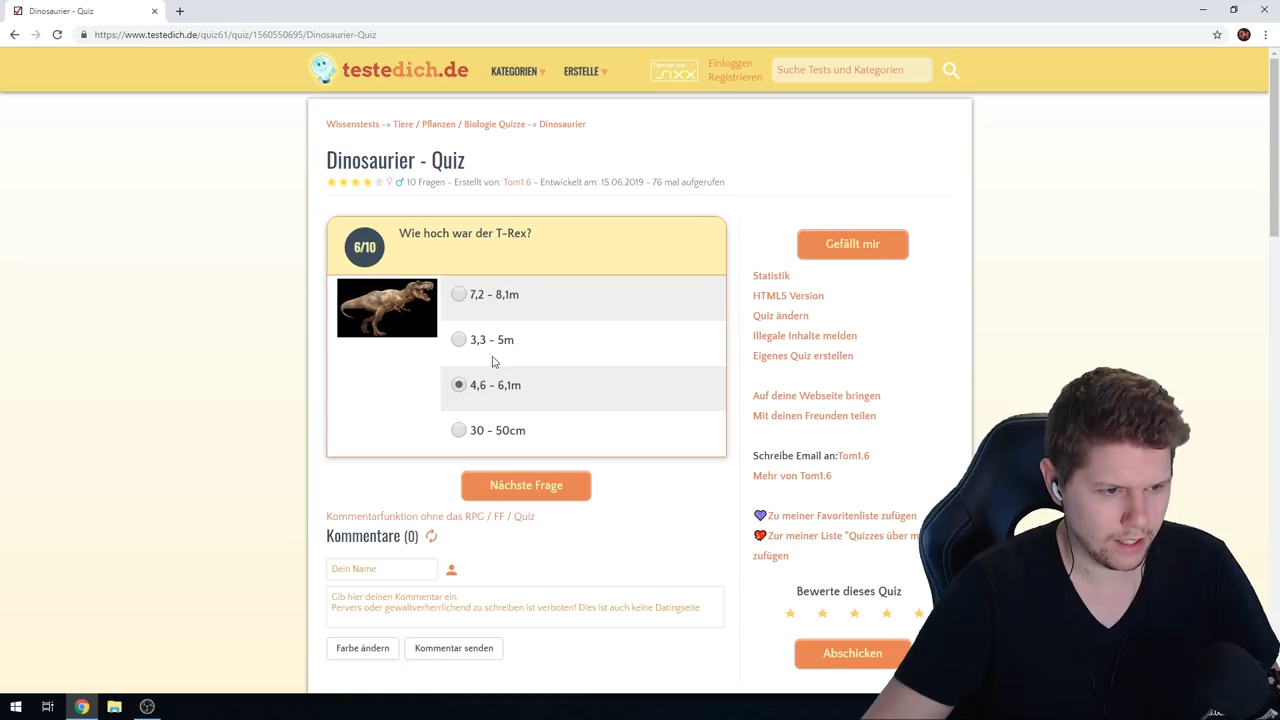 Dinosaurier - Quiz
https://www.testedich.de/quiz61/quiz/1560550695/Dinosaurier-Quiz
testedich.de
KATEGORIEN
ERSTELLE
Partner von
SIXX
Einloggen
Registrieren
Suche Tests und Kategorien
Wissenstests -» Tiere / Pflanzen / Biologie Quizze -» Dinosaurier
Dinosaurier - Quiz
10 Fragen - Erstellt von: Tom1.6 - Entwickelt am: 15.06.2019 - 76 mal aufgerufen
6/10
Wie hoch war der T-Rex?
7,2 - 8,1m
3,3 - 5m
4,6 - 6,1m
30 - 50cm
Nächste Frage
Kommentarfunktion ohne das RPG / FF / Quiz
Kommentare (0)
Dein Name
Gib hier deinen Kommentar ein.
Pervers oder gewaltverherrlichend zu schreiben ist verboten! Dies ist auch keine Datingseite.
Farbe ändern
Kommentar senden
Gefällt mir
Statistik
HTML5 Version
Quiz ändern
Illegale Inhalte melden
Eigenes Quiz erstellen
Auf deine Webseite bringen
Mit deinen Freunden teilen
Schreibe Email an:Tom1.6
Mehr von Tom1.6
Zu meiner Favoritenliste zufügen
Zur meiner Liste "Quizzes über m
zufügen
Bewerte dieses Quiz
Abschicken